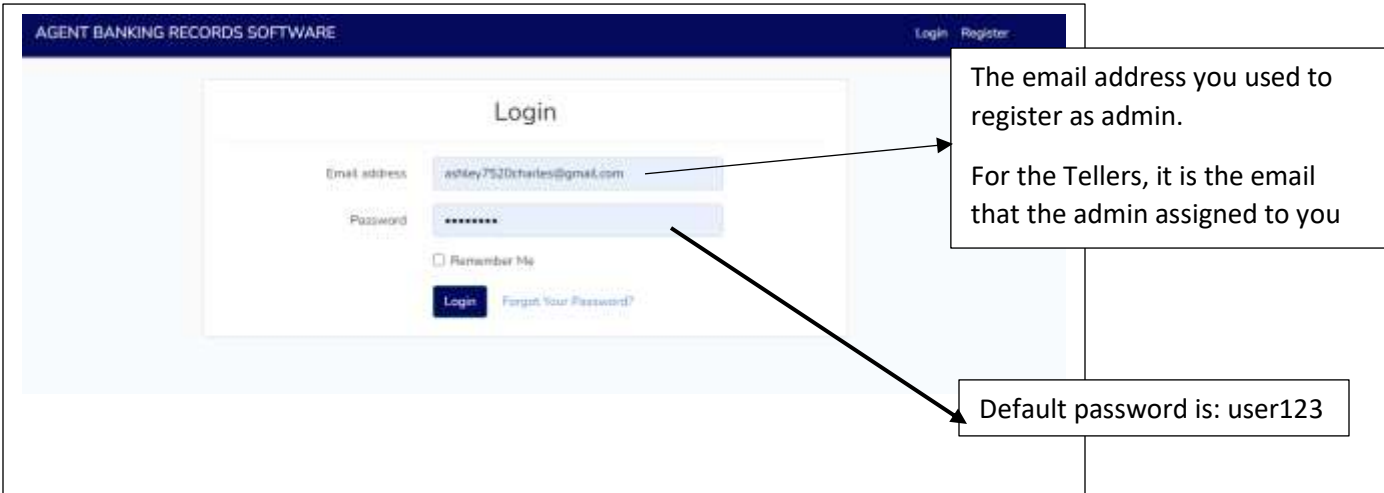 AGENT BANKING RECORDS SOFTWARE
Login Register
Login
Email address ashley7520charles@gmail.com
Password ••••••••
Remember Me
Login Forgot Your Password?
The email address you used to
register as admin.
For the Tellers, it is the email
that the admin assigned to you
Default password is: user123